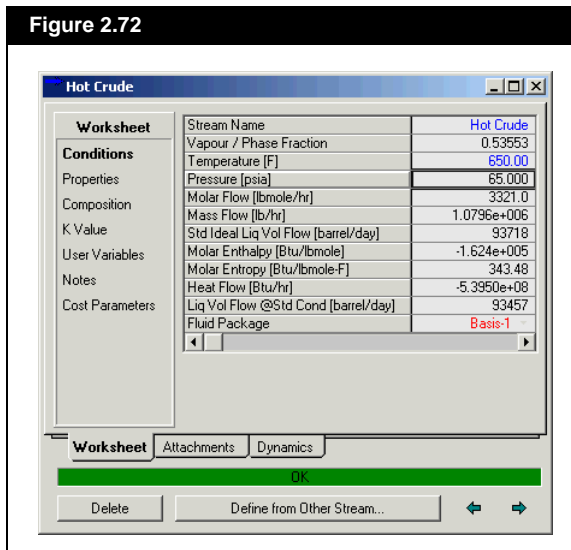 Figure 2.72
Hot Crude
Worksheet
Conditions
Properties
Composition
K Value
User Variables
Notes
Cost Parameters
Stream Name Hot Crude
Vapour / Phase Fraction 0.53553
Temperature [F] 650.00
Pressure [psia] 65.000
Molar Flow [lbmole/hr] 3321.0
Mass Flow [lb/hr] 1.0796e+006
Std Ideal Liq Vol Flow [barrel/day] 93718
Molar Enthalpy [Btu/lbmole] -1.624e+005
Molar Entropy [Btu/lbmole-F] 343.48
Heat Flow [Btu/hr] -5.3950e+08
Liq Vol Flow @Std Cond [barrel/day] 93457
Fluid Package Basis-1
Worksheet Attachments Dynamics
OK
Delete Define from Other Stream...